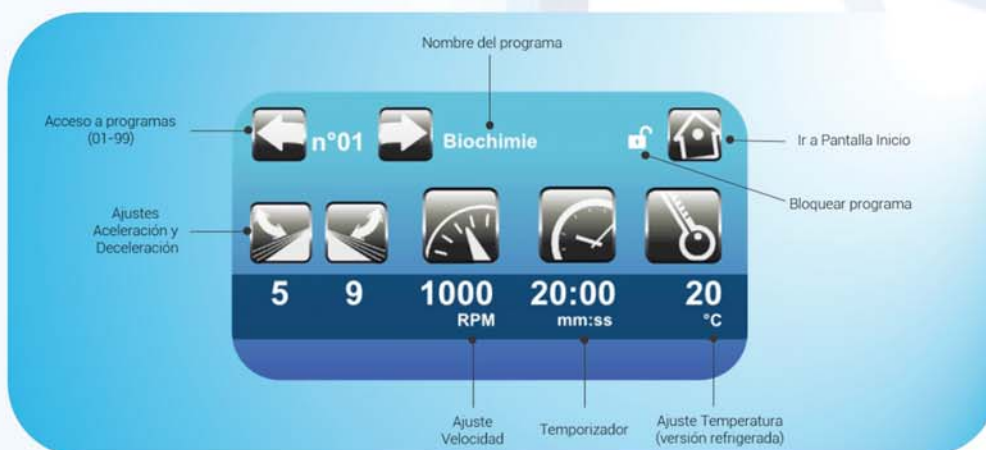 Nombre del programa
Acceso a programas
(01-99)
n°01
Biochimie
Ir a Pantalla Inicio
Bloquear programa
Ajustes
Aceleración y
Deceleración
5 9 1000 20:00 20
RPM mm:ss °C
Ajuste
Velocidad
Temporizador
Ajuste Temperatura
(versión refrigerada)